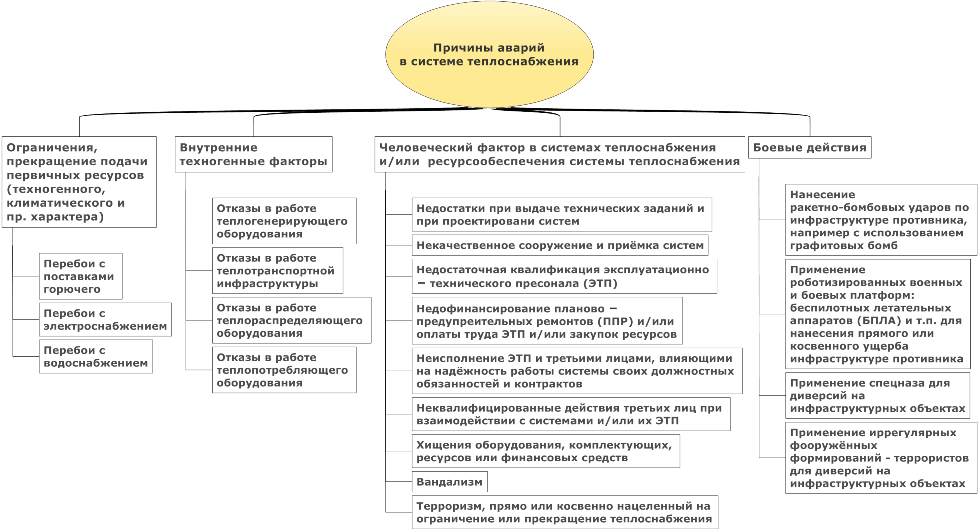 Причины аварий
в системе теплоснабжения
Ограничения,
прекращение подачи
первичных ресурсов
(техногенного,
климатического и
пр. характера)
Перебои с
поставками
горючего
Перебои с
электроснабжением
Перебои с
водоснабжением
Внутренние
техногенные факторы
Отказы в работе
теплогенерирующего
оборудования
Отказы в работе
теплотранспортной
инфраструктуры
Отказы в работе
теплораспределяющего
оборудования
Отказы в работе
теплопотребляющего
оборудования
Человеческий фактор в системах теплоснабжения
и/или ресурсообеспечения системы теплоснабжения
Недостатки при выдаче технических заданий и
при проектировани систем
Некачественное сооружение и приёмка систем
Недостаточная квалификация эксплуатационно
− технического пресонала (ЭТП)
Недофинансирование планово −
предупреительных ремонтов (ППР) и/или
оплаты труда ЭТП и/или закупок ресурсов
Неисполнение ЭТП и третьими лицами, влияющими
на надёжность работы системы своих должностных
обязанностей и контрактов
Неквалифицированные действия третьих лиц при
взаимодействии с системами и/или их ЭТП
Хищения оборудования, комплектующих,
ресурсов или финансовых средств
Вандализм
Терроризм, прямо или косвенно нацеленный на
ограничение или прекращение теплоснабжения
Боевые действия
Нанесение
ракетно-бомбовых ударов по
инфраструктуре противника,
например с использованием
графитовых бомб
Применение
роботизированных военных
и боевых платформ:
беспилотных летательных
аппаратов (БПЛА) и т.п. для
нанесения прямого или
косвенного ущерба
инфраструктуре противника
Применение спецназа для
диверсий на
инфраструктурных объектах
Применение иррегулярных
фооружённых
формирований - террористов
для диверсий на
инфраструктурных объектах